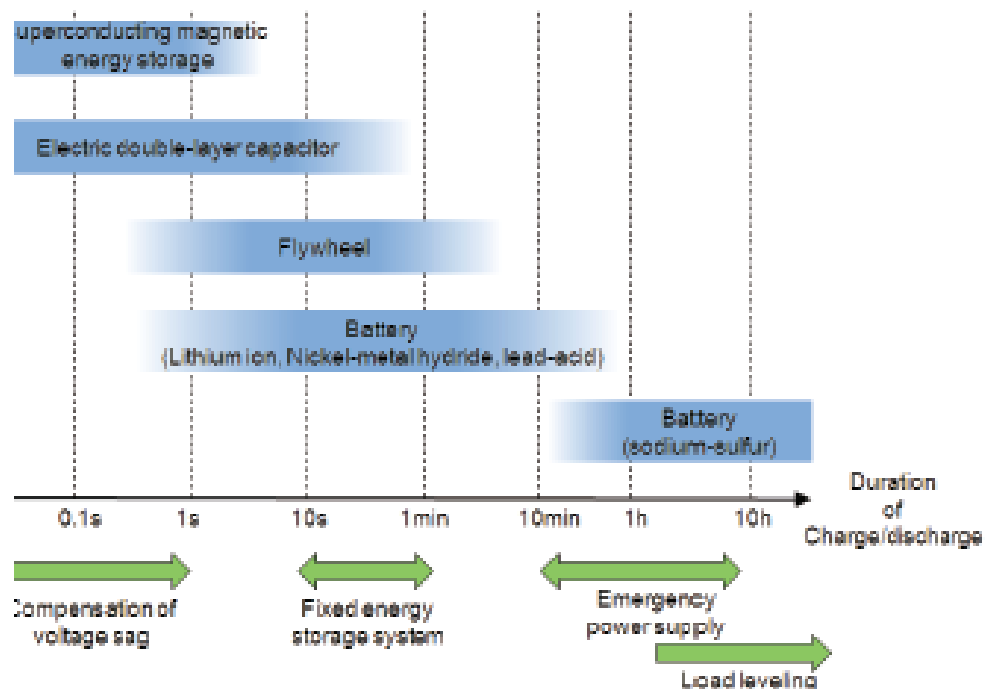 uperconducting magnetic
energy storage
Electric double-layer capacitor
Flywheel
Battery
(Lithium ion, Nickel-metal hydride, lead-acid)
Battery
(sodium-sulfur)
0.1s 1s 10s 1min 10min 1h 10h
Duration
of
Charge/discharge
Compensation of
voltage sag
Fixed energy
storage system
Emergency
power supply
Load leveling